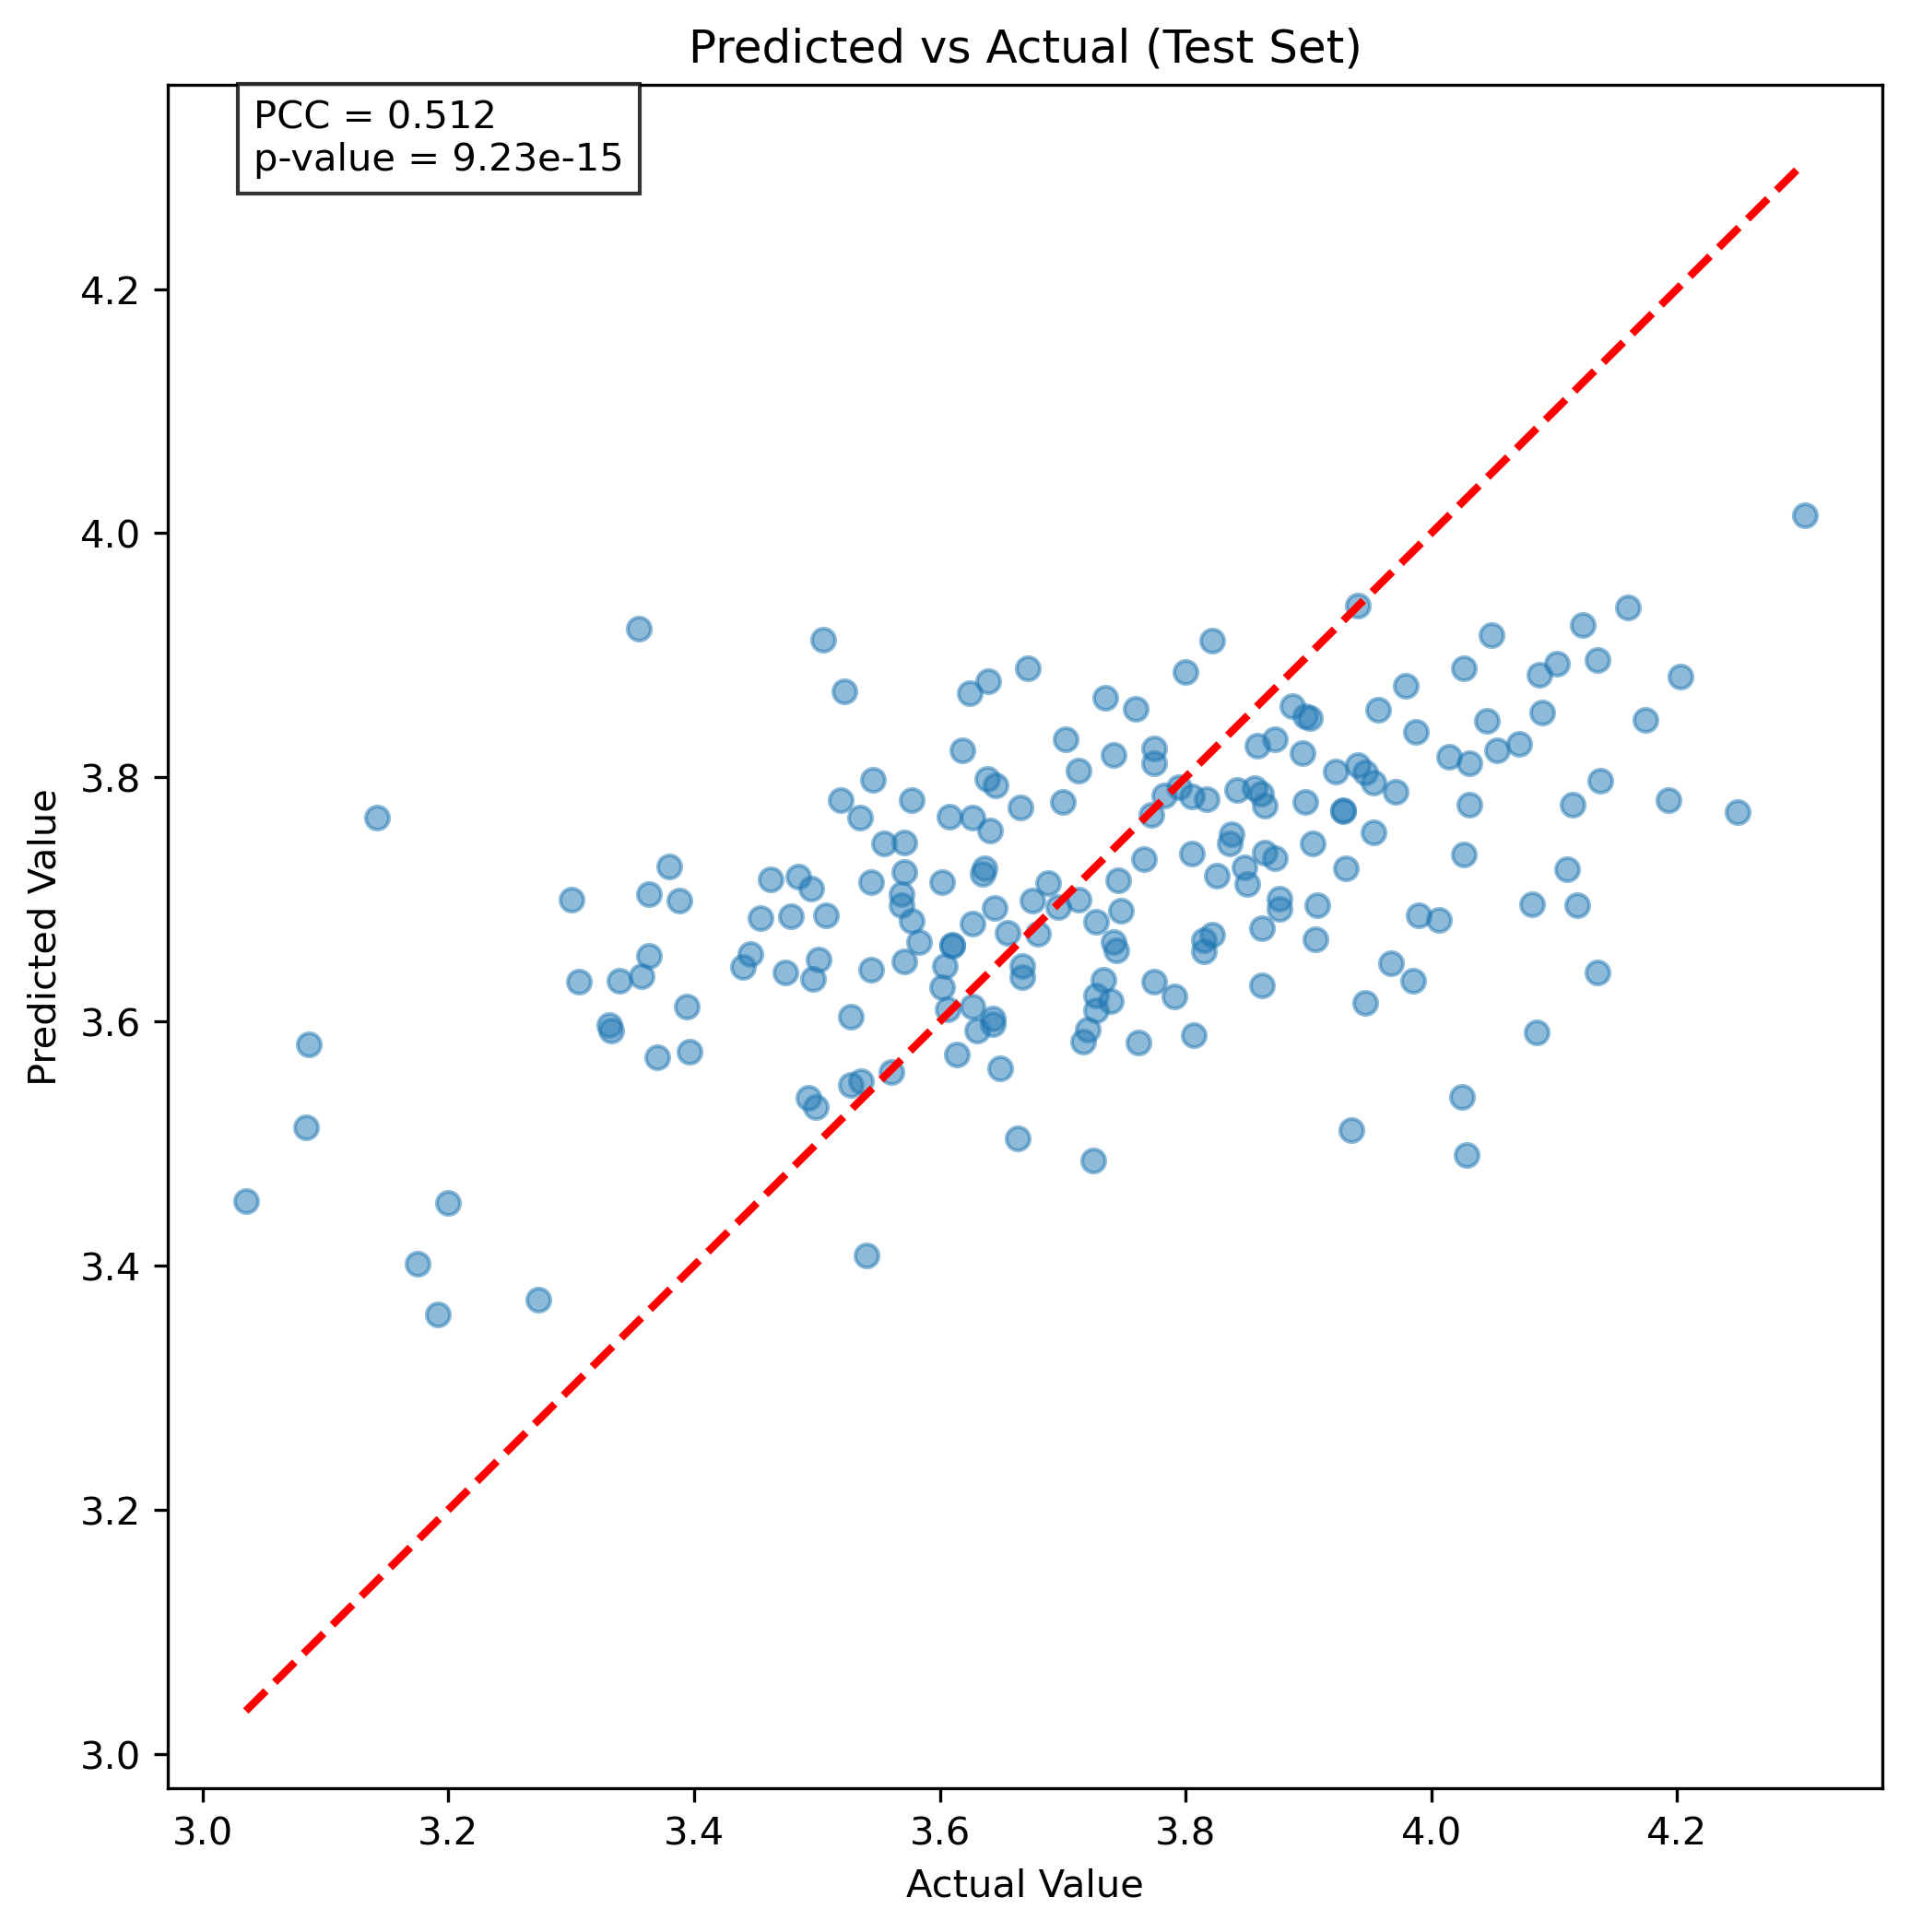 Predicted vs Actual (Test Set)
PCC = 0.512
p-value = 9.23e-15
Predicted Value
4.2
4.0
3.8
3.6
3.4
3.2
3.0
3.0 3.2 3.4 3.6 3.8 4.0 4.2
Actual Value